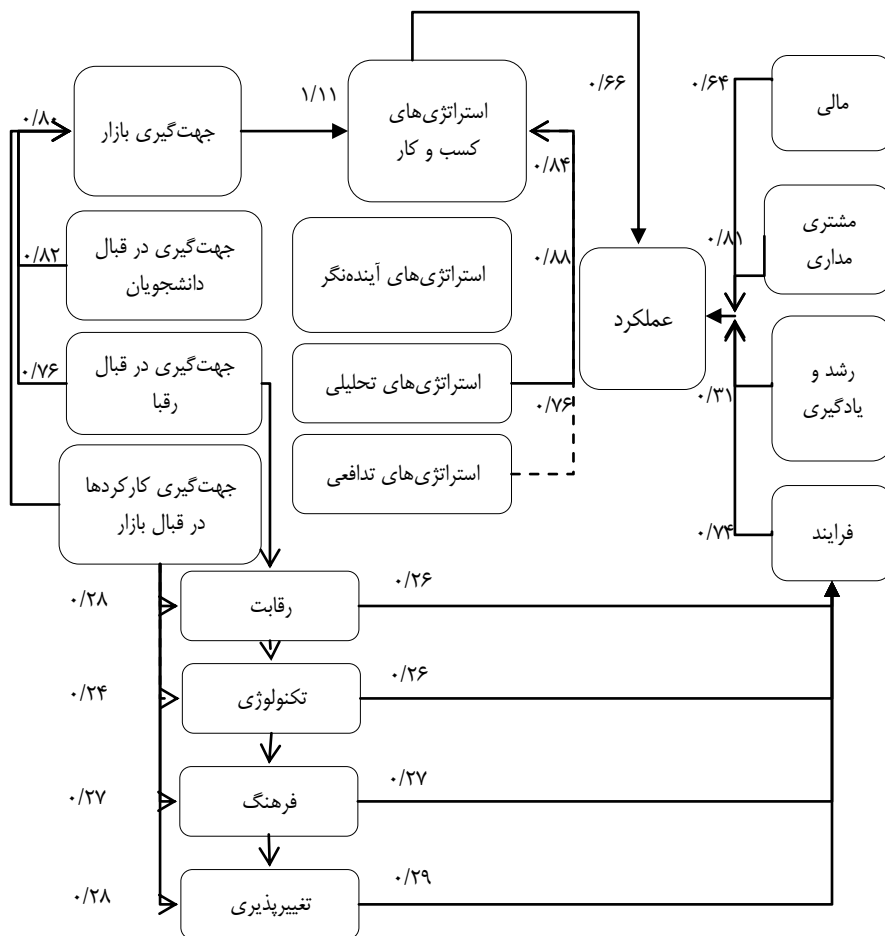 ۰/۸۰
جهت‌گیری بازار
۱/۱۱
استراتژی‌های
کسب و کار
۰/۶۶
۰/۶۴
مالی
۰/۸۴
۰/۸۲
جهت‌گیری در قبال
دانشجویان
استراتژی‌های آینده‌نگر
۰/۸۸
عملکرد
۰/۸۱
مشتری
مداری
۰/۷۶
جهت‌گیری در قبال
رقبا
استراتژی‌های تحلیلی
۰/۷۶
۰/۳۱
رشد و
یادگیری
جهت‌گیری کارکردها
در قبال بازار
استراتژی‌های تدافعی
۰/۷۴
فرایند
۰/۲۸
رقابت
۰/۲۶
۰/۲۴
تکنولوژی
۰/۲۶
۰/۲۷
فرهنگ
۰/۲۷
۰/۲۸
تغییرپذیری
۰/۲۹